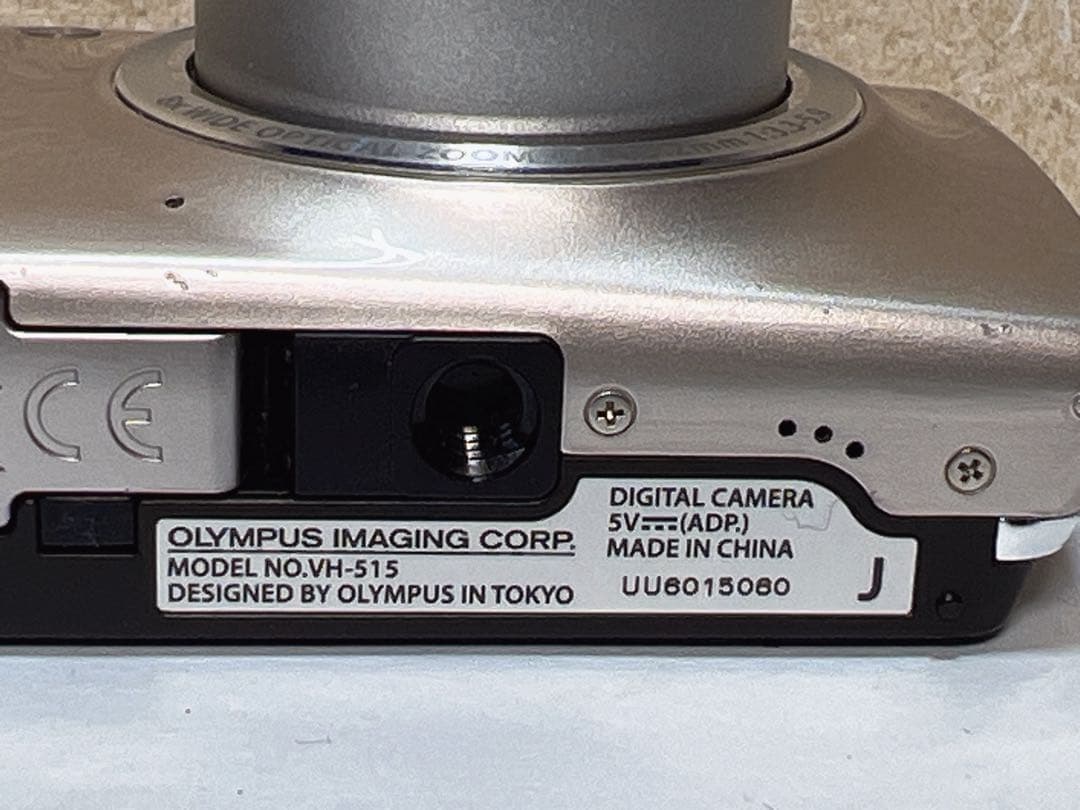 WIDE OPTICAL ZOOM
CE
OLYMPUS IMAGING CORP.
MODEL NO.VH-515
DESIGNED BY OLYMPUS IN TOKYO
DIGITAL CAMERA
5V⎓(ADP.)
MADE IN CHINA
UU6015060
J